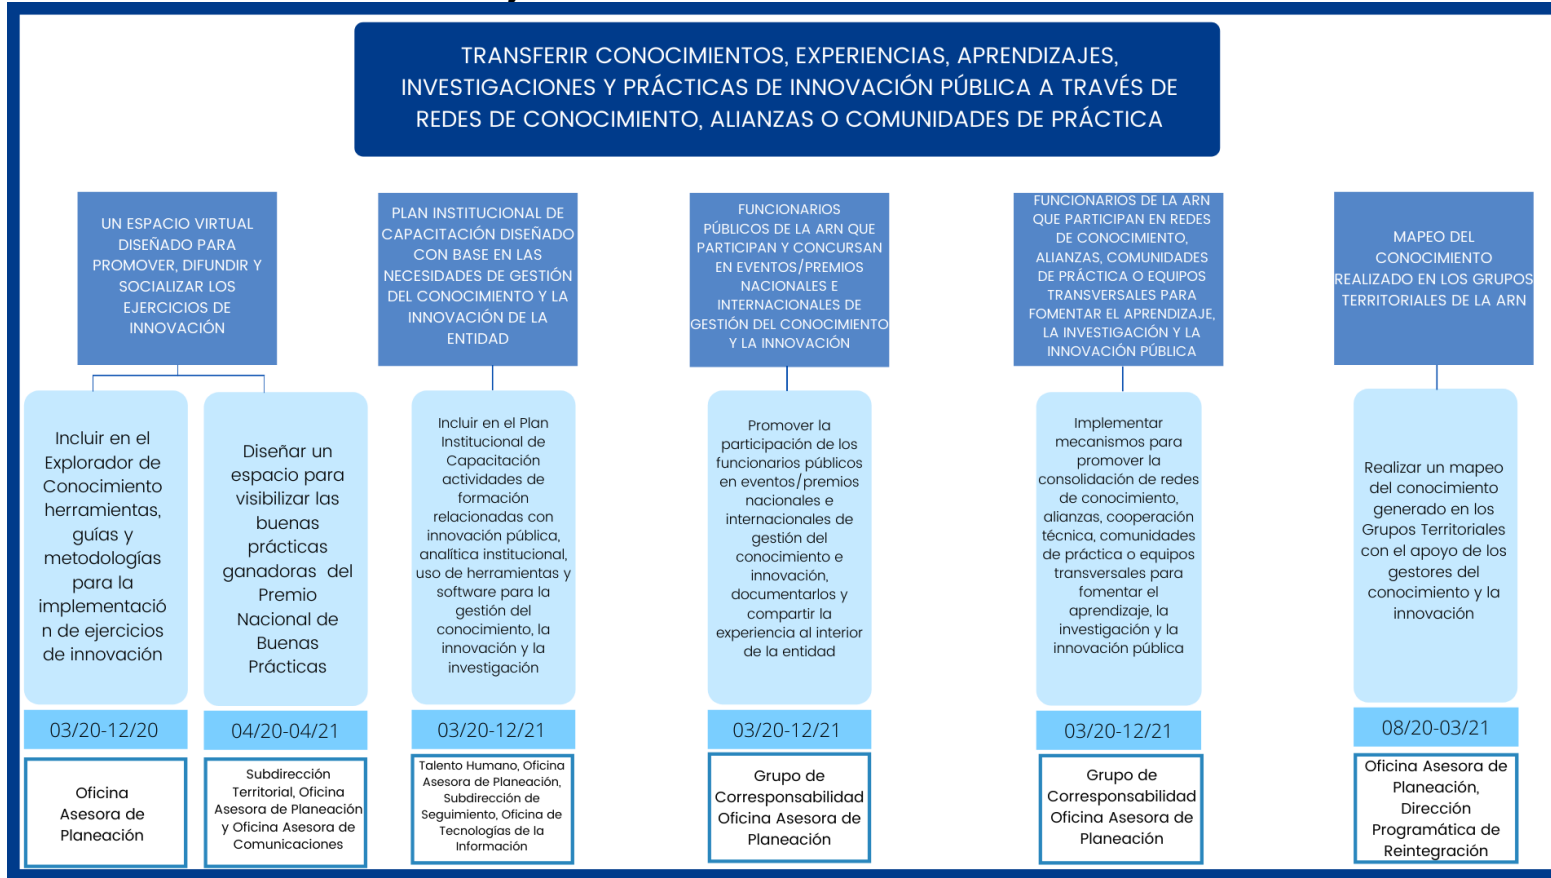 TRANSFERIR CONOCIMIENTOS, EXPERIENCIAS, APRENDIZAJES,
INVESTIGACIONES Y PRÁCTICAS DE INNOVACIÓN PÚBLICA A TRAVÉS DE
REDES DE CONOCIMIENTO, ALIANZAS O COMUNIDADES DE PRÁCTICA
UN ESPACIO VIRTUAL
DISEÑADO PARA
PROMOVER, DIFUNDIR Y
SOCIALIZAR LOS
EJERCICIOS DE
INNOVACIÓN
PLAN INSTITUCIONAL DE
CAPACITACIÓN DISEÑADO
CON BASE EN LAS
NECESIDADES DE GESTIÓN
DEL CONOCIMIENTO Y LA
INNOVACIÓN DE LA
ENTIDAD
FUNCIONARIOS
PÚBLICOS DE LA ARN QUE
PARTICIPAN Y CONCURSAN
EN EVENTOS/PREMIOS
NACIONALES E
INTERNACIONALES DE
GESTIÓN DEL CONOCIMIENTO
Y LA INNOVACIÓN
FUNCIONARIOS DE LA ARN
QUE PARTICIPAN EN REDES
DE CONOCIMIENTO,
ALIANZAS, COMUNIDADES
DE PRÁCTICA O EQUIPOS
TRANSVERSALES PARA
FOMENTAR EL APRENDIZAJE,
LA INVESTIGACIÓN Y LA
INNOVACIÓN PÚBLICA
MAPEO DEL
CONOCIMIENTO
REALIZADO EN LOS GRUPOS
TERRITORIALES DE LA ARN
Incluir en el
Explorador de
Conocimiento
herramientas,
guías y
metodologías
para la
implementació
n de ejercicios
de innovación
Diseñar un
espacio para
visibilizar las
buenas
prácticas
ganadoras del
Premio
Nacional de
Buenas
Prácticas
Incluir en el Plan
Institucional de
Capacitación
actividades de
formación
relacionadas con
innovación pública,
analítica institucional,
uso de herramientas y
software para la
gestión del
conocimiento, la
innovación y la
investigación
Promover la
participación de los
funcionarios públicos
en eventos/premios
nacionales e
internacionales de
gestión del
conocimiento e
innovación,
documentarlos y
compartir la
experiencia al interior
de la entidad
Implementar
mecanismos para
promover la
consolidación de redes
de conocimiento,
alianzas, cooperación
técnica, comunidades
de práctica o equipos
transversales para
fomentar el
aprendizaje, la
investigación y la
innovación pública
Realizar un mapeo
del conocimiento
generado en los
Grupos Territoriales
con el apoyo de los
gestores del
conocimiento y la
innovación
03/20-12/20
04/20-04/21
03/20-12/21
03/20-12/21
03/20-12/21
08/20-03/21
Oficina
Asesora de
Planeación
Subdirección
Territorial, Oficina
Asesora de Planeación
y Oficina Asesora de
Comunicaciones
Talento Humano, Oficina
Asesora de Planeación,
Subdirección de
Seguimiento, Oficina de
Tecnologías de la
Información
Grupo de
Corresponsabilidad
Oficina Asesora de
Planeación
Grupo de
Corresponsabilidad
Oficina Asesora de
Planeación
Oficina Asesora de
Planeación,
Dirección
Programática de
Reintegración